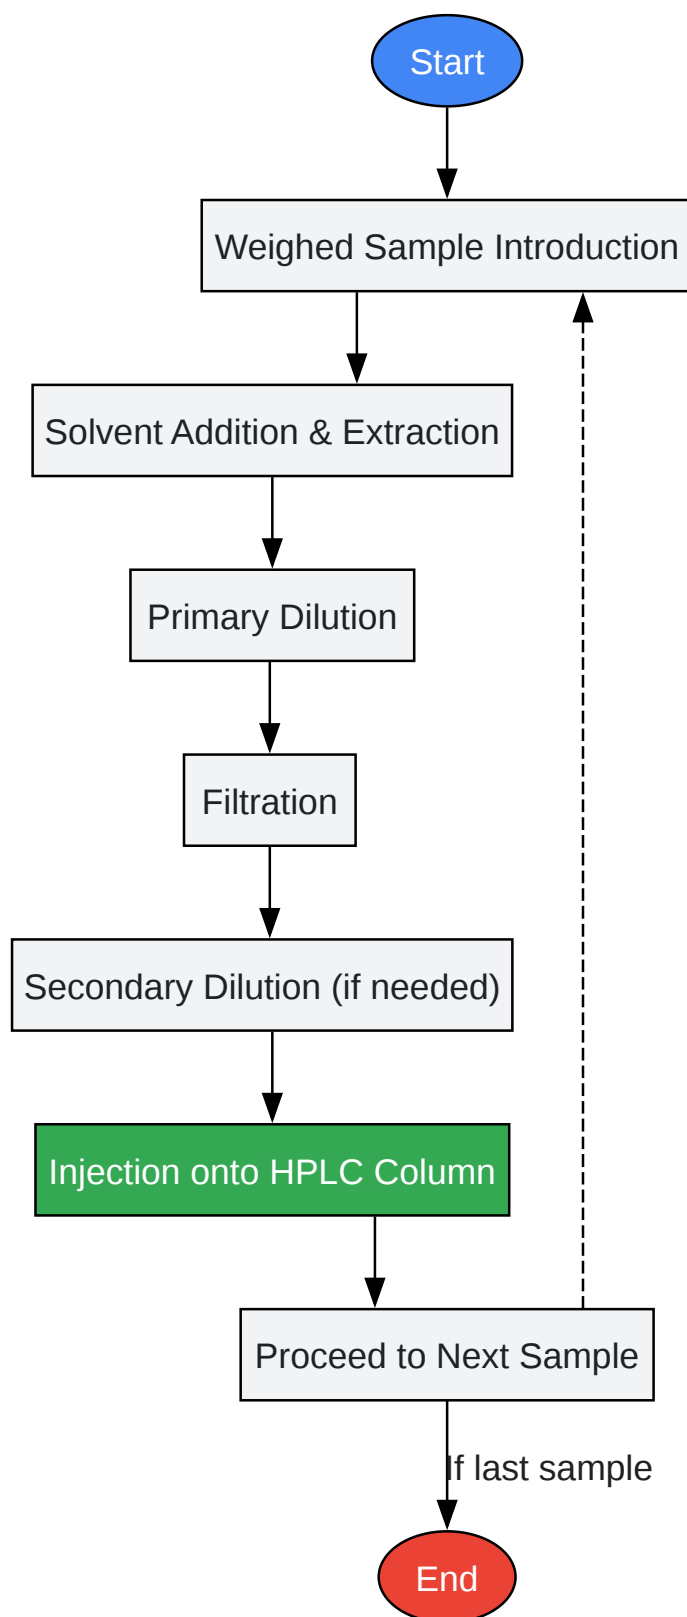 Start
Weighed Sample Introduction
Solvent Addition & Extraction
Primary Dilution
Filtration
Secondary Dilution (if needed)
Injection onto HPLC Column
Proceed to Next Sample
If last sample
End